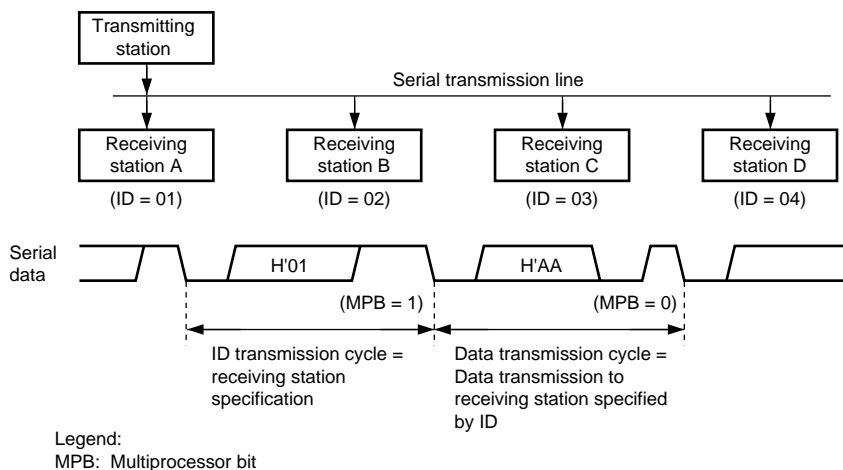 Transmitting
station
Serial transmission line
Receiving
station A
Receiving
station B
Receiving
station C
Receiving
station D
(ID = 01)
(ID = 02)
(ID = 03)
(ID = 04)
Serial
data
H'01
H'AA
(MPB = 1)
(MPB = 0)
ID transmission cycle =
receiving station
specification
Data transmission cycle =
Data transmission to
receiving station specified
by ID
Legend:
MPB: Multiprocessor bit